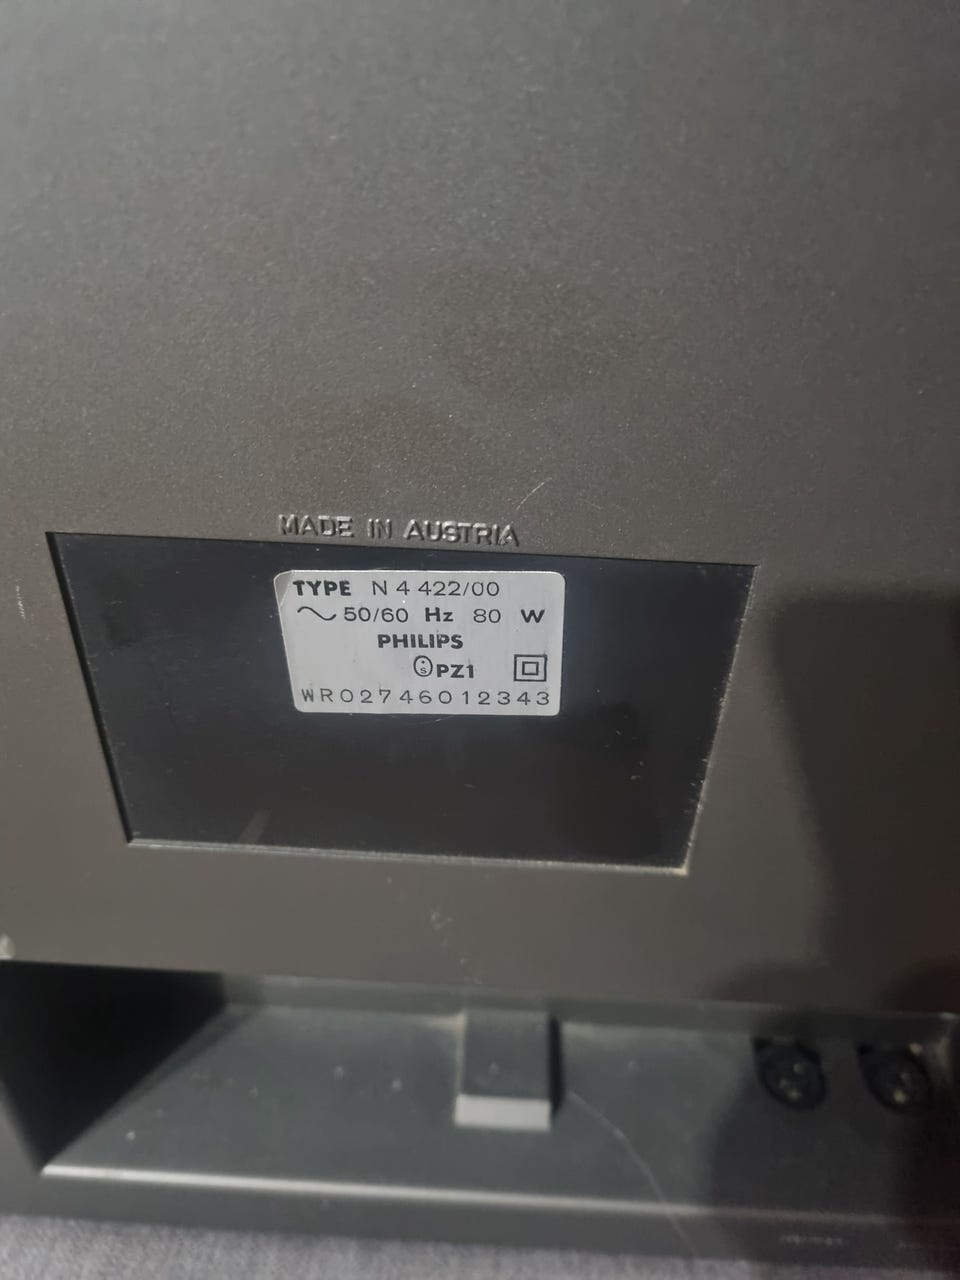 MADE IN AUSTRIA
TYPE N 4 422/00
～ 50/60 Hz 80 W
PHILIPS
S PZ1
WR02746012343